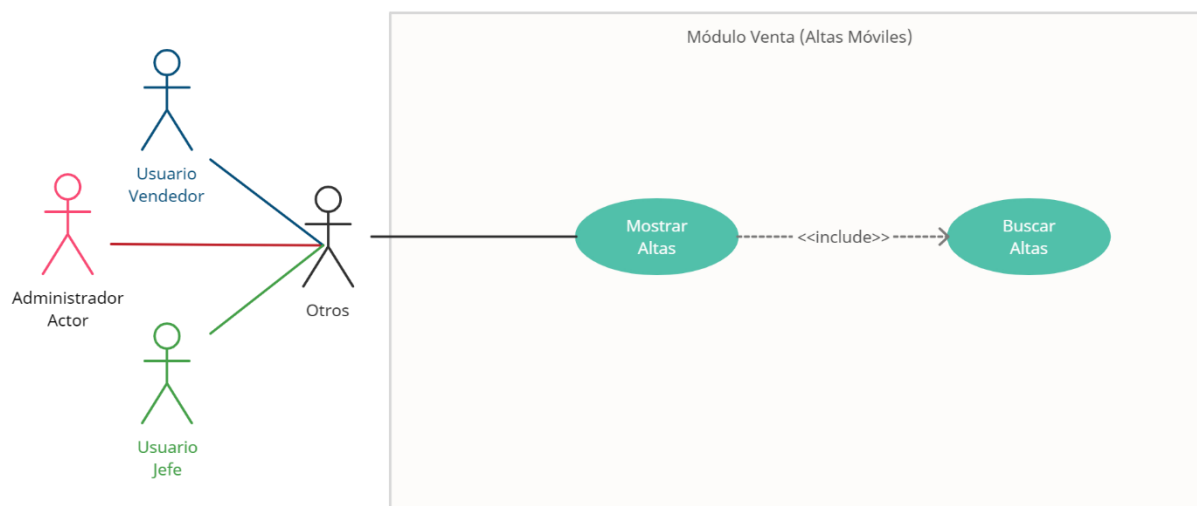 Módulo Venta (Altas Móviles)
Usuario
Vendedor
Administrador
Actor
Usuario
Jefe
Otros
Mostrar
Altas
<<include>>
Buscar
Altas